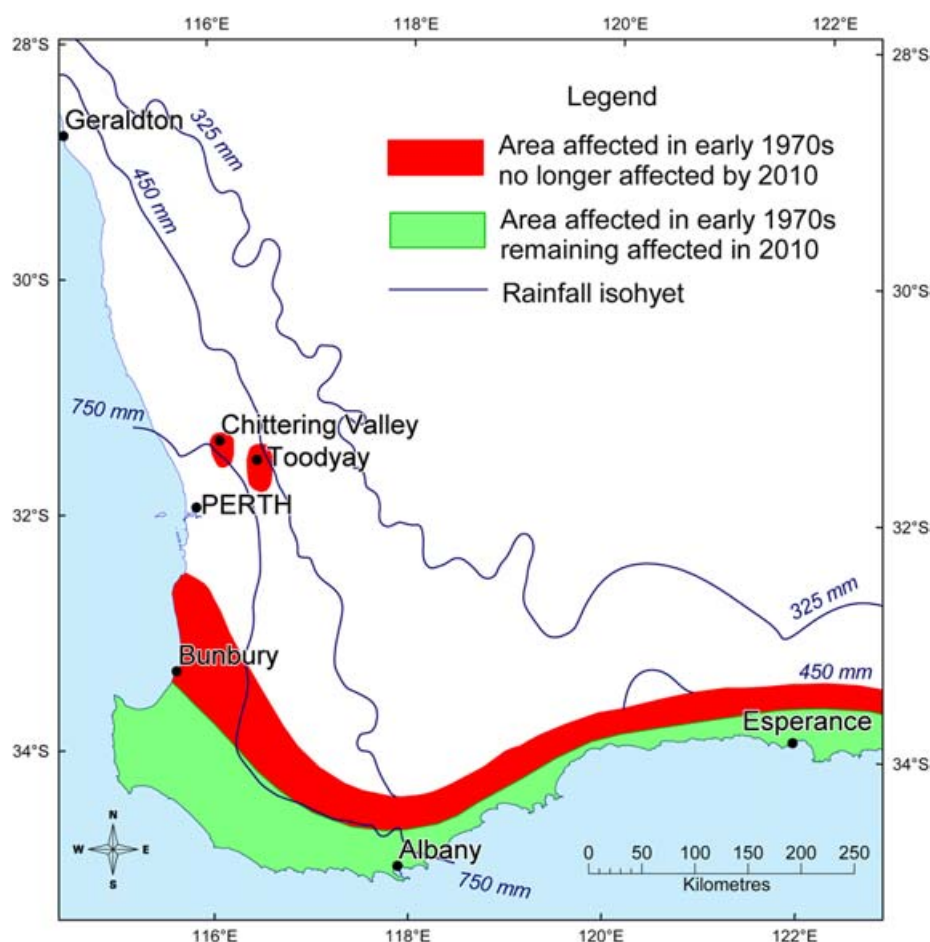 116°E
118°E
120°E
122°E
28°S
28°S
Geraldton
325 mm
450 mm
Legend
Area affected in early 1970s
no longer affected by 2010
Area affected in early 1970s
remaining affected in 2010
Rainfall isohyet
30°S
30°S
750 mm
Chittering Valley
Toodyay
PERTH
32°S
32°S
325 mm
Bunbury
450 mm
Esperance
34°S
34°S
N
W
E
S
Albany
750 mm
0 50 100 150 200 250
Kilometres
116°E
118°E
120°E
122°E